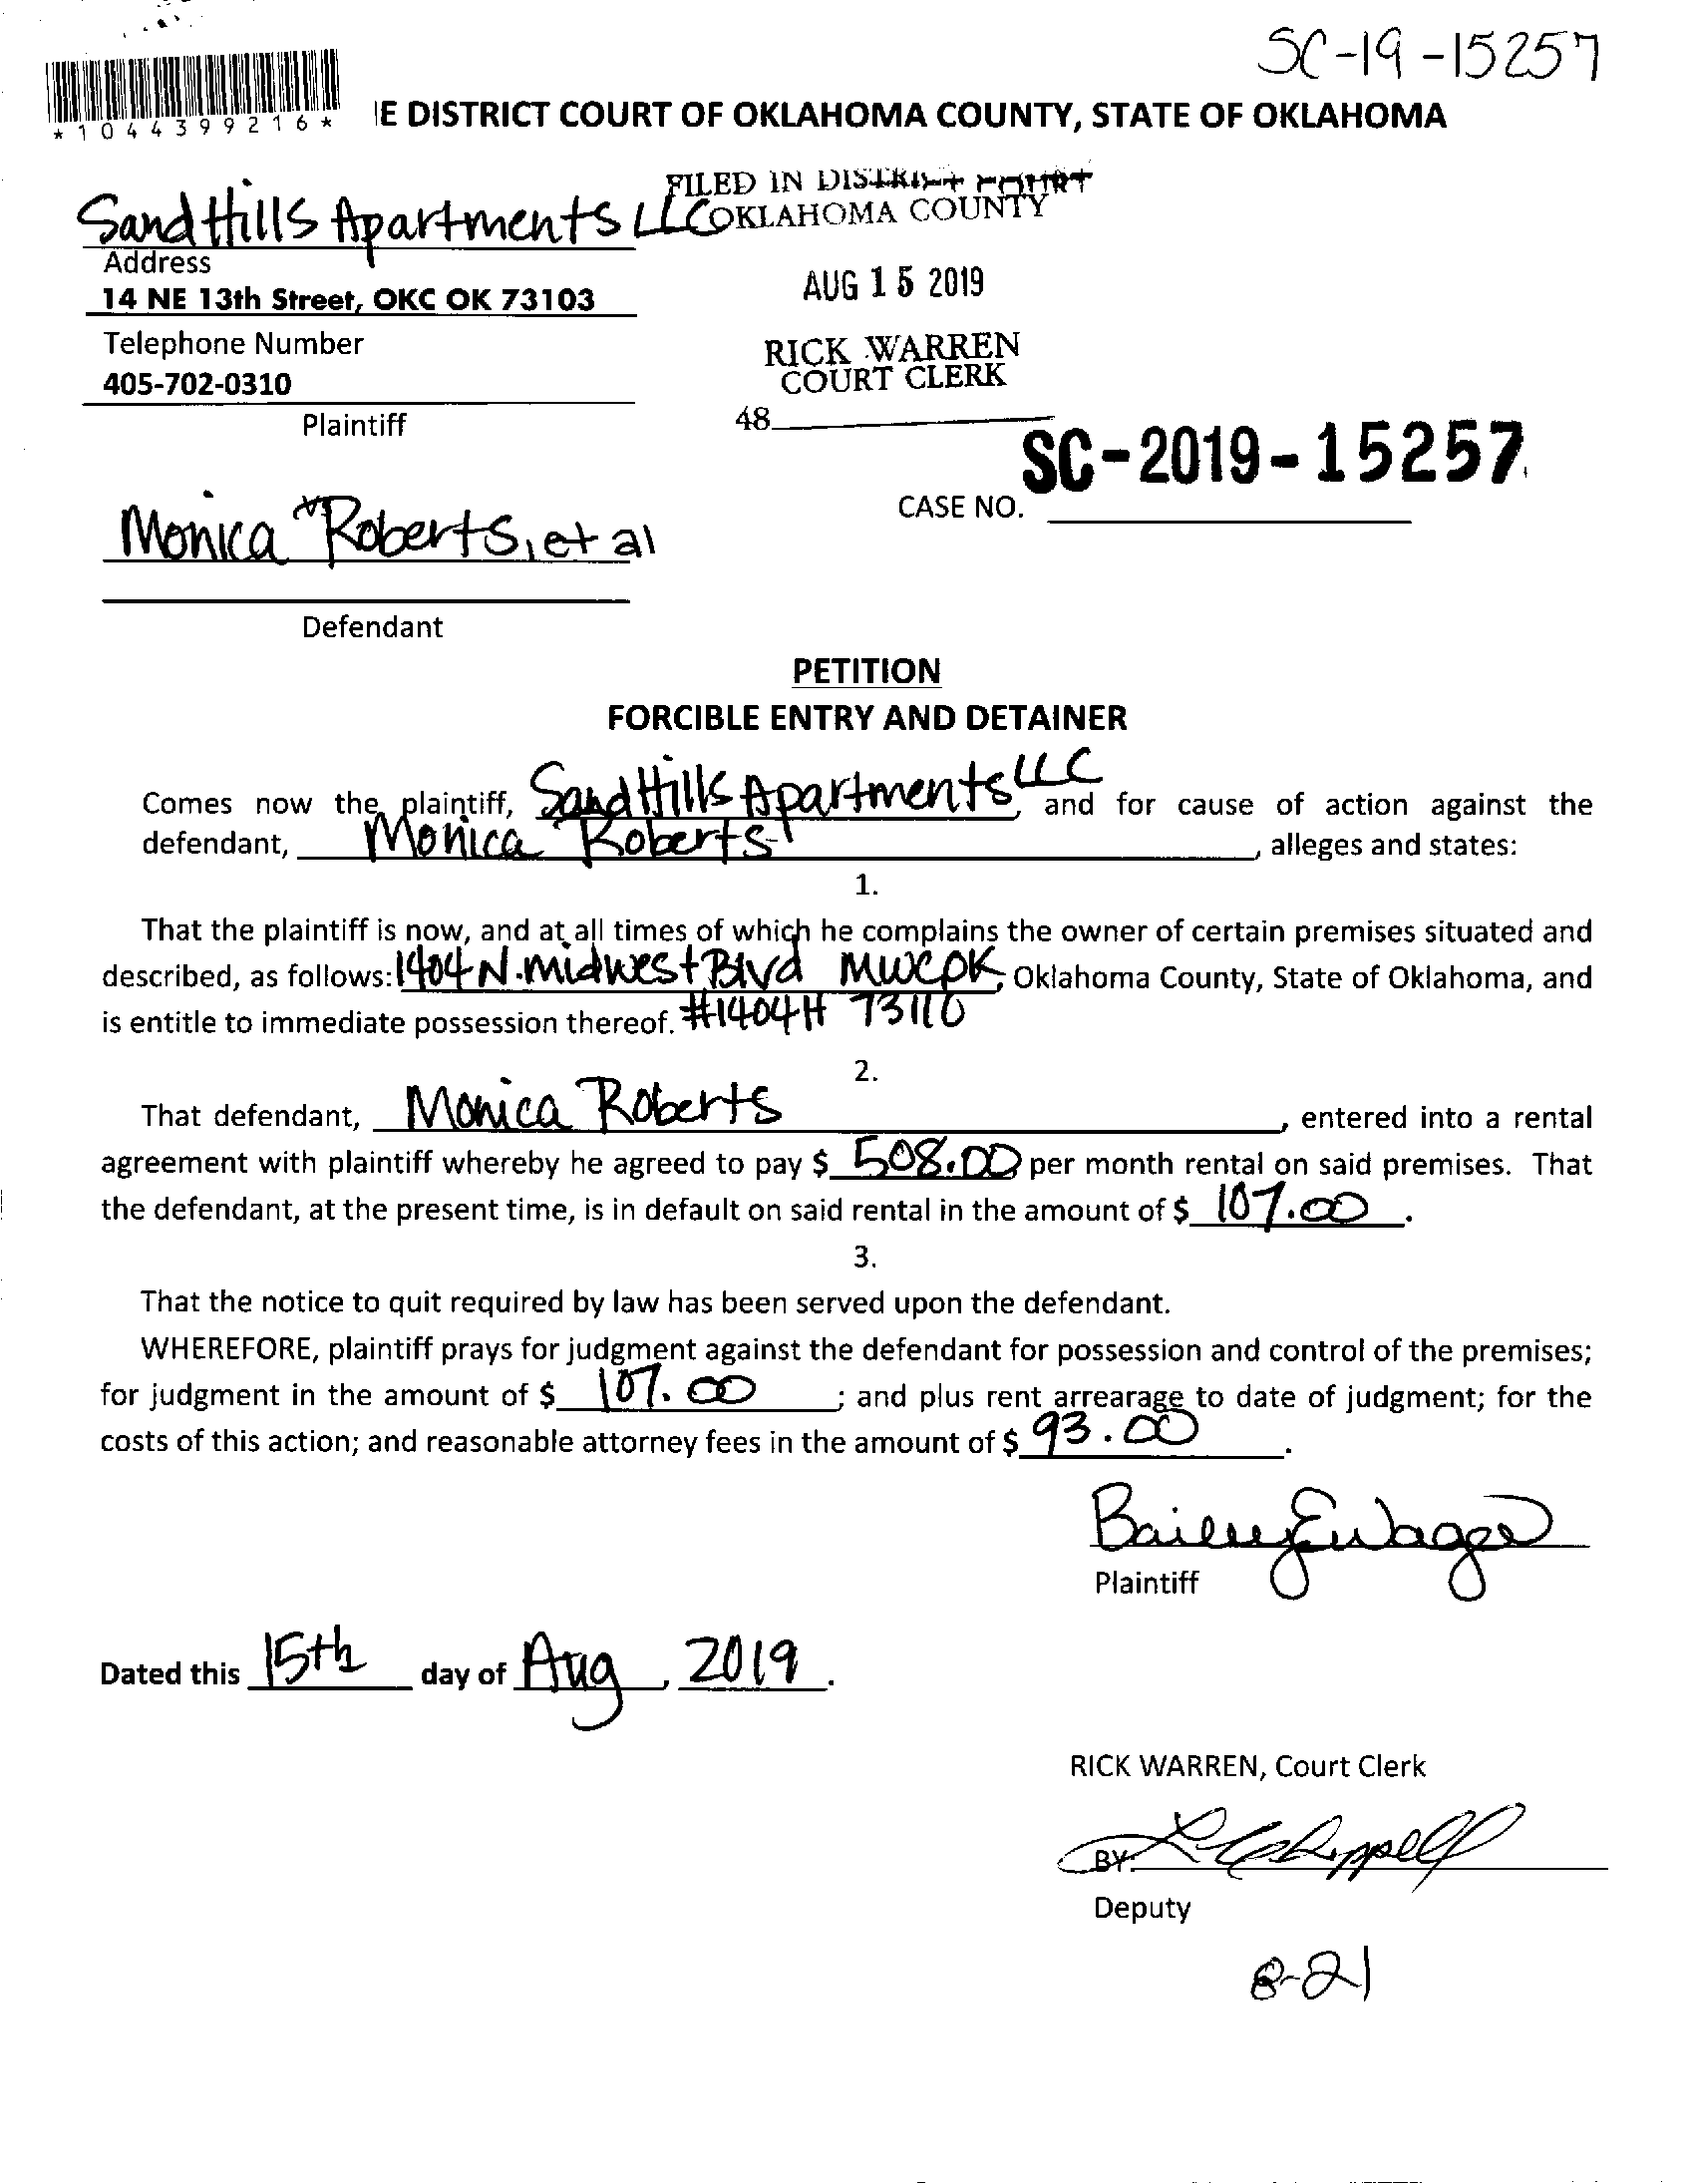 SC-19-15257
*1044399216*
IE DISTRICT COURT OF OKLAHOMA COUNTY, STATE OF OKLAHOMA
FILED IN DISTRICT COURT
OKLAHOMA COUNTY
Sand Hills Apartments LLC
Address
14 NE 13th Street, OKC OK 73103
AUG 15 2019
Telephone Number
405-702-0310
RICK WARREN
COURT CLERK
Plaintiff
48
SC-2019-15257
CASE NO.
vs
Monica Roberts, et al
Defendant
PETITION
FORCIBLE ENTRY AND DETAINER
Comes now the plaintiff, Sand Hills Apartments LLC, and for cause of action against the
defendant, Monica Roberts, alleges and states:
1.
That the plaintiff is now, and at all times of which he complains the owner of certain premises situated and
described, as follows: 1404 N. midwest Blvd MWC OK, Oklahoma County, State of Oklahoma, and
is entitle to immediate possession thereof. #1404H 73110
2.
That defendant, Monica Roberts, entered into a rental
agreement with plaintiff whereby he agreed to pay $ 508.00 per month rental on said premises. That
the defendant, at the present time, is in default on said rental in the amount of $ 107.00.
3.
That the notice to quit required by law has been served upon the defendant.
WHEREFORE, plaintiff prays for judgment against the defendant for possession and control of the premises;
for judgment in the amount of $ 107.00; and plus rent arrearage to date of judgment; for the
costs of this action; and reasonable attorney fees in the amount of $ 93.00.
Plaintiff
Dated this 15th day of Aug, 2019.
RICK WARREN, Court Clerk
BY:
Deputy
8-21